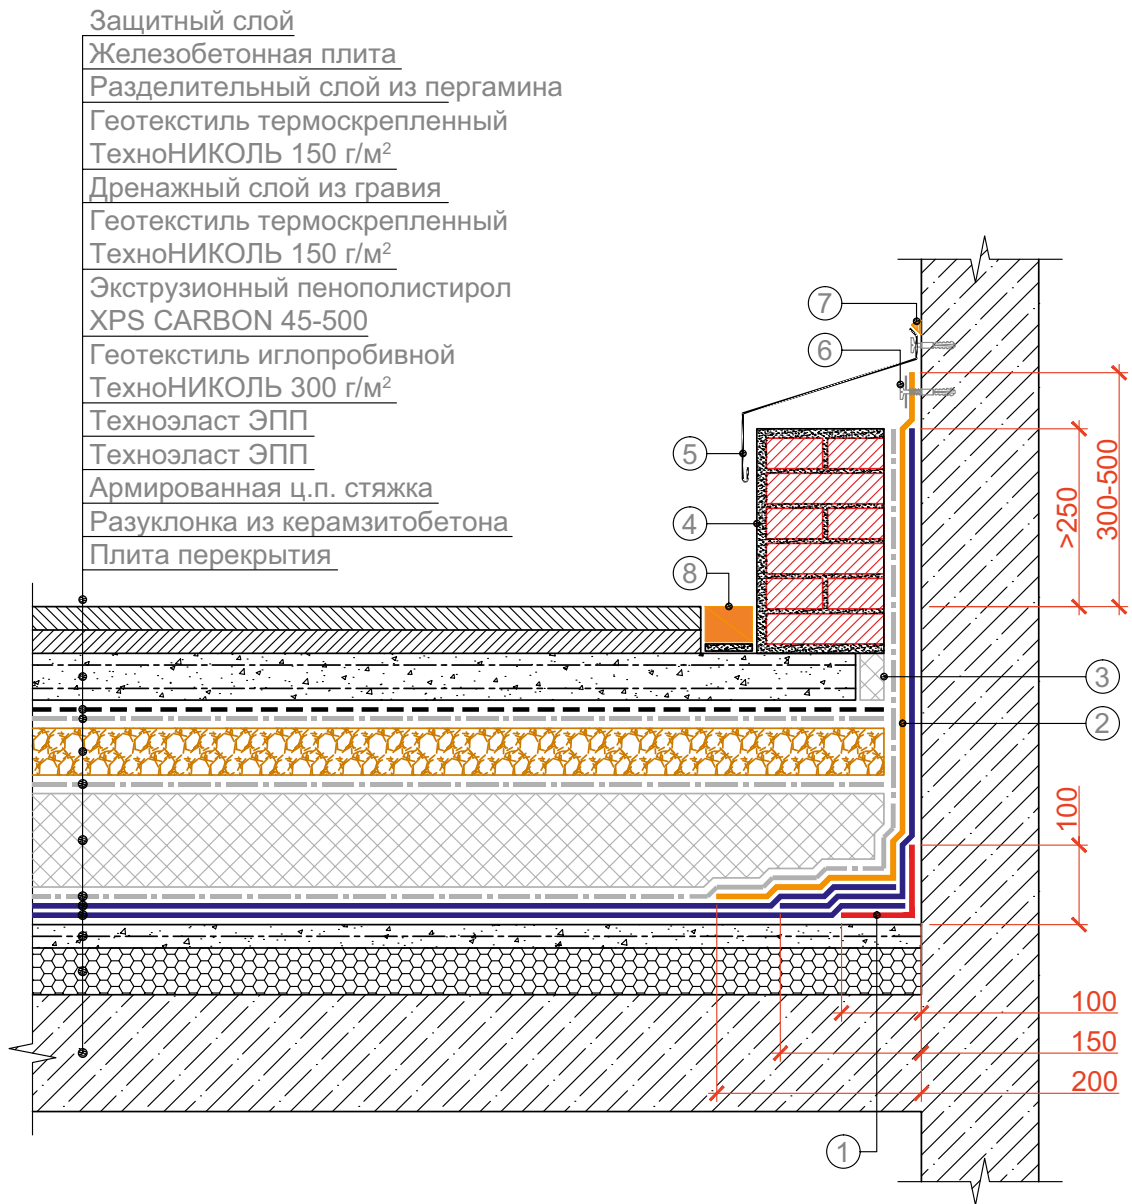 Защитный слой
Железобетонная плита
Разделительный слой из пергамина
Геотекстиль термоскрепленный
ТехноНИКОЛЬ 150 г/м²
Дренажный слой из гравия
Геотекстиль термоскрепленный
ТехноНИКОЛЬ 150 г/м²
Экструзионный пенополистирол
XPS CARBON 45-500
Геотекстиль иглопробивной
ТехноНИКОЛЬ 300 г/м²
Техноэласт ЭПП
Техноэласт ЭПП
Армированная ц.п. стяжка
Разуклонка из керамзитобетона
Плита перекрытия
7
6
5
4
8
>250
300-500
3
2
100
100
150
200
1